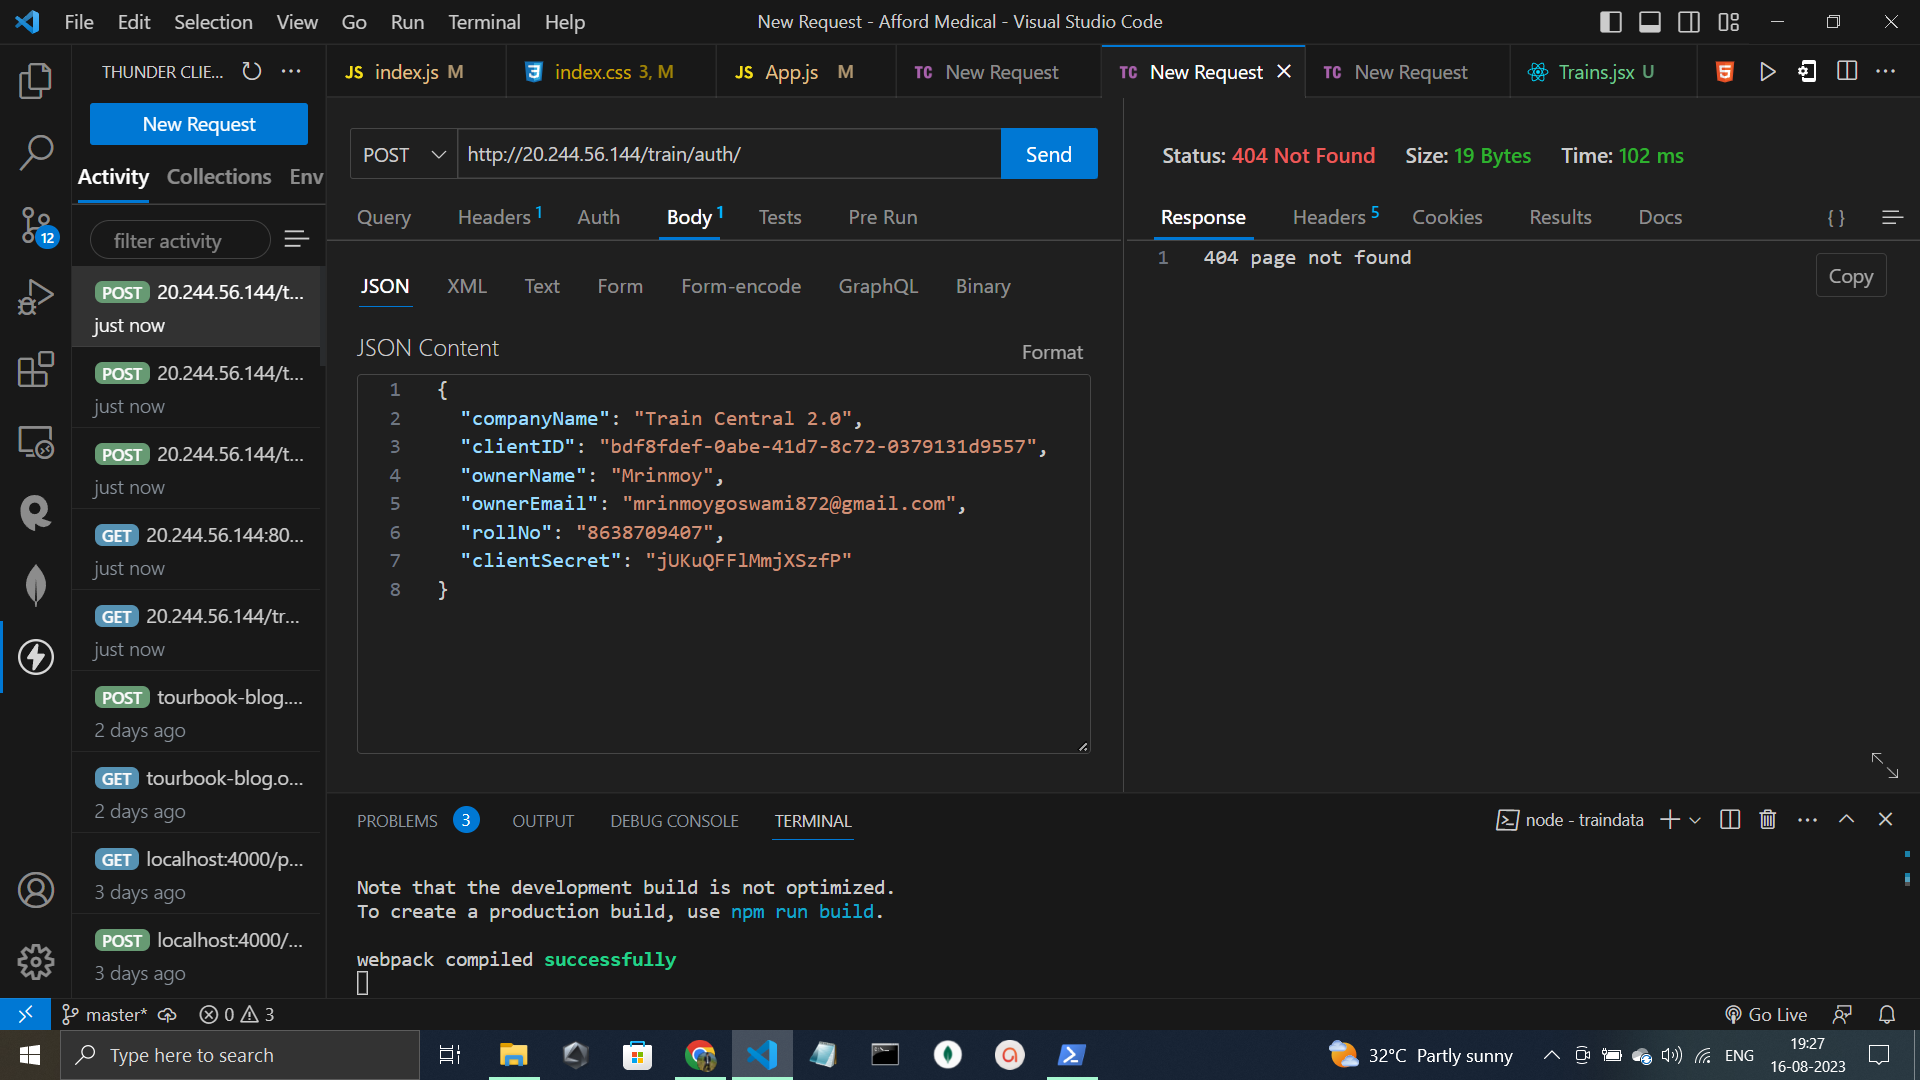 File Edit Selection View Go Run Terminal Help
New Request - Afford Medical - Visual Studio Code
THUNDER CLIE...
New Request
Activity Collections Env
filter activity
POST 20.244.56.144/t...
just now
POST 20.244.56.144/t...
just now
POST 20.244.56.144/t...
just now
GET 20.244.56.144:80...
just now
GET 20.244.56.144/tr...
just now
POST tourbook-blog....
2 days ago
GET tourbook-blog.o...
2 days ago
GET localhost:4000/p...
3 days ago
POST localhost:4000/...
3 days ago
12
JS index.js M
index.css 3, M
JS App.js M
TC New Request
TC New Request
TC New Request
Trains.jsx U
POST http://20.244.56.144/train/auth/ Send
Query Headers 1 Auth Body 1 Tests Pre Run
JSON XML Text Form Form-encode GraphQL Binary
JSON Content
Format
1 {
2 "companyName": "Train Central 2.0",
3 "clientID": "bdf8fdef-0abe-41d7-8c72-0379131d9557",
4 "ownerName": "Mrinmoy",
5 "ownerEmail": "mrinmoygoswami872@gmail.com",
6 "rollNo": "8638709407",
7 "clientSecret": "jUKuQFFlMmjXSzfP"
8 }
Status: 404 Not Found Size: 19 Bytes Time: 102 ms
Response Headers 5 Cookies Results Docs { }
1 404 page not found
Copy
PROBLEMS 3 OUTPUT DEBUG CONSOLE TERMINAL
node - traindata
Note that the development build is not optimized.
To create a production build, use npm run build.
webpack compiled successfully
master* 0 3
Go Live
Type here to search
32°C Partly sunny
ENG
19:27
16-08-2023